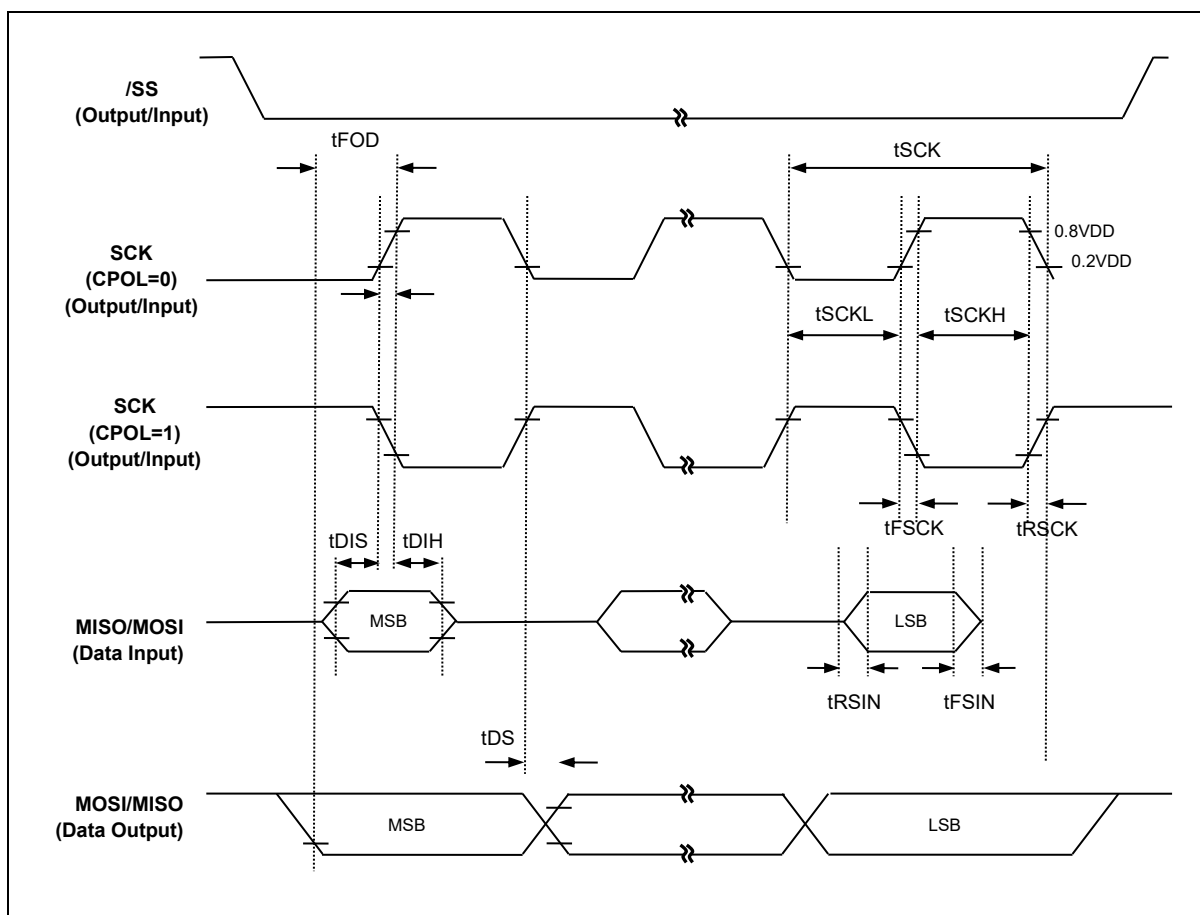 /SS
(Output/Input)
tFOD
tSCK
SCK
(CPOL=0)
(Output/Input)
0.8VDD
0.2VDD
tSCKL
tSCKH
SCK
(CPOL=1)
(Output/Input)
tFSCK
tRSCK
tDIS
tDIH
MISO/MOSI
(Data Input)
MSB
LSB
tRSIN
tFSIN
tDS
MOSI/MISO
(Data Output)
MSB
LSB